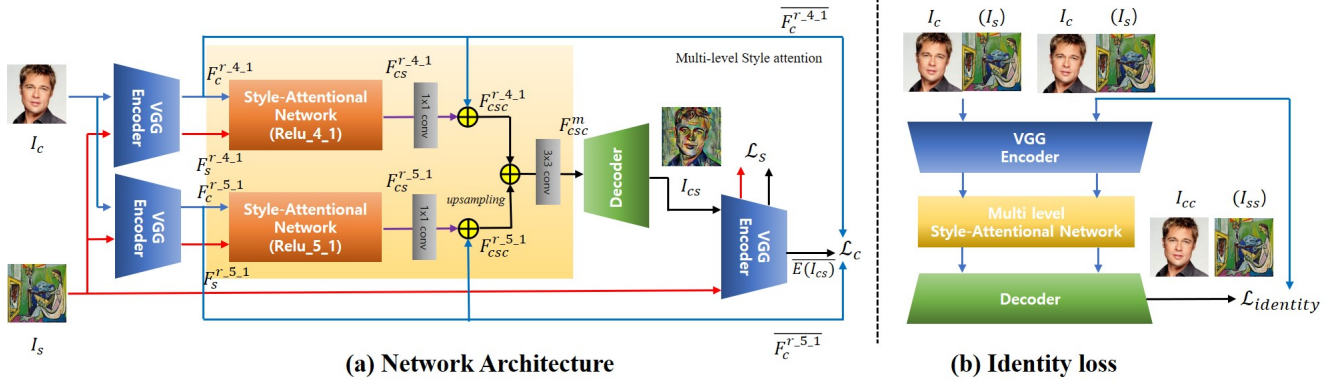 $\overline{F_c^{r\_4\_1}}$
Multi-level Style attention
$I_c$
VGG
Encoder
$F_c^{r\_4\_1}$
Style-Attentional
Network
(Relu_4_1)
$F_{cs}^{r\_4\_1}$
1x1 conv
$F_{csc}^{r\_4\_1}$
$F_s^{r\_4\_1}$
$F_c^{r\_5\_1}$
VGG
Encoder
Style-Attentional
Network
(Relu_5_1)
$F_{cs}^{r\_5\_1}$
1x1 conv
upsampling
$F_{csc}^{r\_5\_1}$
$F_s^{r\_5\_1}$
3x3 conv
$F_{csc}^{m}$
Decoder
$I_{cs}$
$\mathcal{L}_s$
VGG
Encoder
$\overline{E(I_{cs})}$
$\mathcal{L}_c$
$I_s$
$\overline{F_c^{r\_5\_1}}$
(a) Network Architecture
$I_c$ $(I_s)$ $I_c$ $(I_s)$
VGG
Encoder
Multi level
Style-Attentional Network
$I_{cc}$ $(I_{ss})$
Decoder
$\mathcal{L}_{identity}$
(b) Identity loss